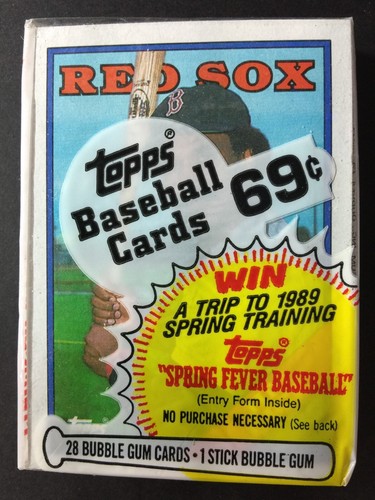 RED SOX
B
Topps®
Baseball
Cards
69¢
WIN
A TRIP TO 1989
SPRING TRAINING
Topps®
"SPRING FEVER BASEBALL"
(Entry Form Inside)
NO PURCHASE NECESSARY (See back)
28 BUBBLE GUM CARDS • 1 STICK BUBBLE GUM